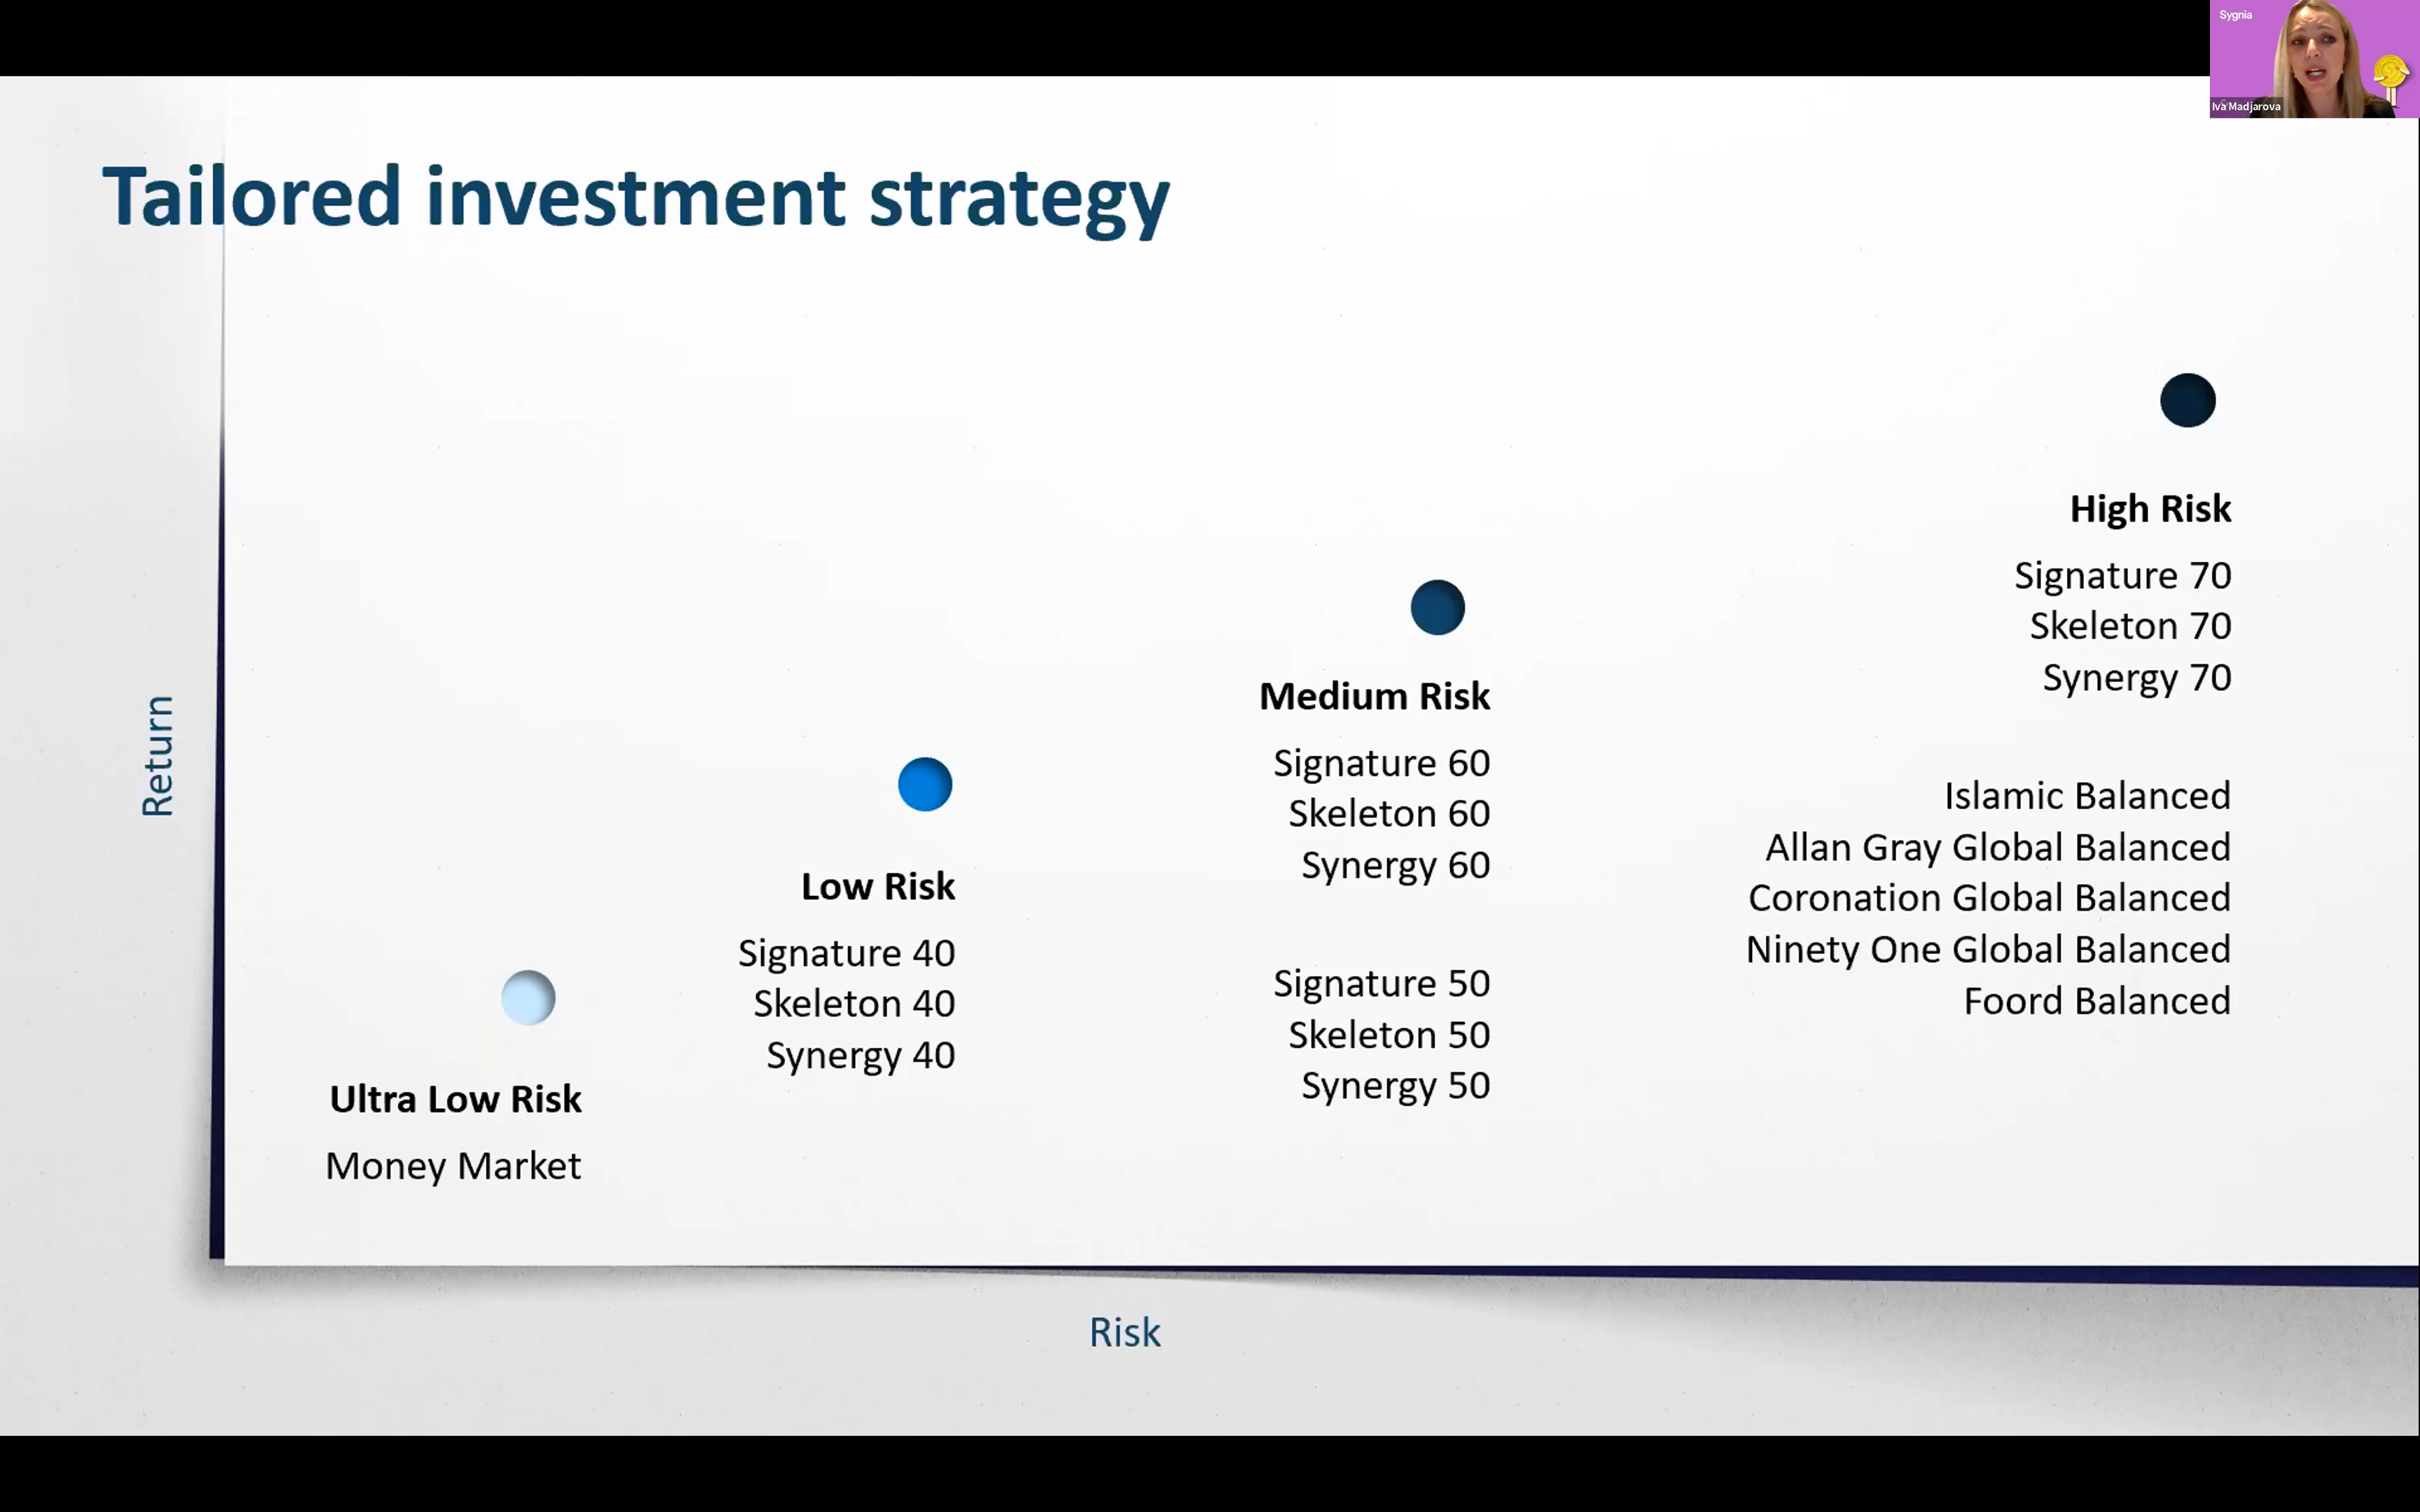 Sygnia
Iva Madjarova
Tailored investment strategy
Return
Ultra Low Risk
Money Market
Low Risk
Signature 40
Skeleton 40
Synergy 40
Medium Risk
Signature 60
Skeleton 60
Synergy 60
Signature 50
Skeleton 50
Synergy 50
High Risk
Signature 70
Skeleton 70
Synergy 70
Islamic Balanced
Allan Gray Global Balanced
Coronation Global Balanced
Ninety One Global Balanced
Foord Balanced
Risk